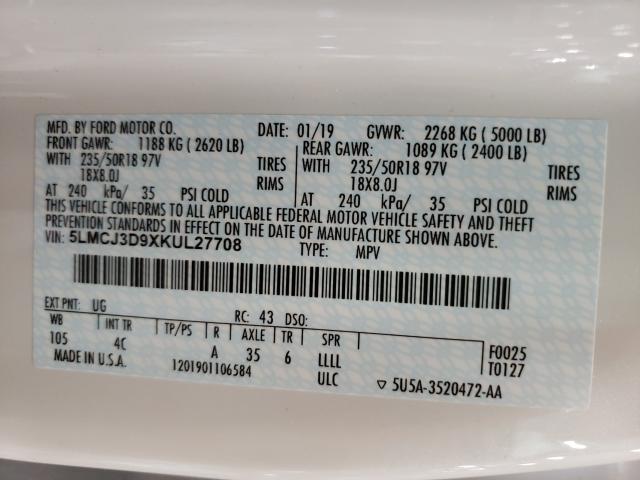 MFD. BY FORD MOTOR CO.
DATE: 01/19 GVWR: 2268 KG ( 5000 LB)
FRONT GAWR: 1188 KG ( 2620 LB)
REAR GAWR: 1089 KG ( 2400 LB)
WITH 235/50R18 97V TIRES
WITH 235/50R18 97V TIRES
18X8.0J RIMS
18X8.0J RIMS
AT 240 kPa/ 35 PSI COLD
AT 240 kPa/ 35 PSI COLD
THIS VEHICLE CONFORMS TO ALL APPLICABLE FEDERAL MOTOR VEHICLE SAFETY AND THEFT
PREVENTION STANDARDS IN EFFECT ON THE DATE OF MANUFACTURE SHOWN ABOVE.
VIN: 5LMCJ3D9XKUL27708 TYPE: MPV
EXT PNT: UG RC: 43 DSO:
WB INT TR TP/PS R AXLE TR SPR
105 4C A 35 6 LLLL
F0025
T0127
MADE IN U.S.A. 1201901106584 ULC ▽ 5U5A-3520472-AA